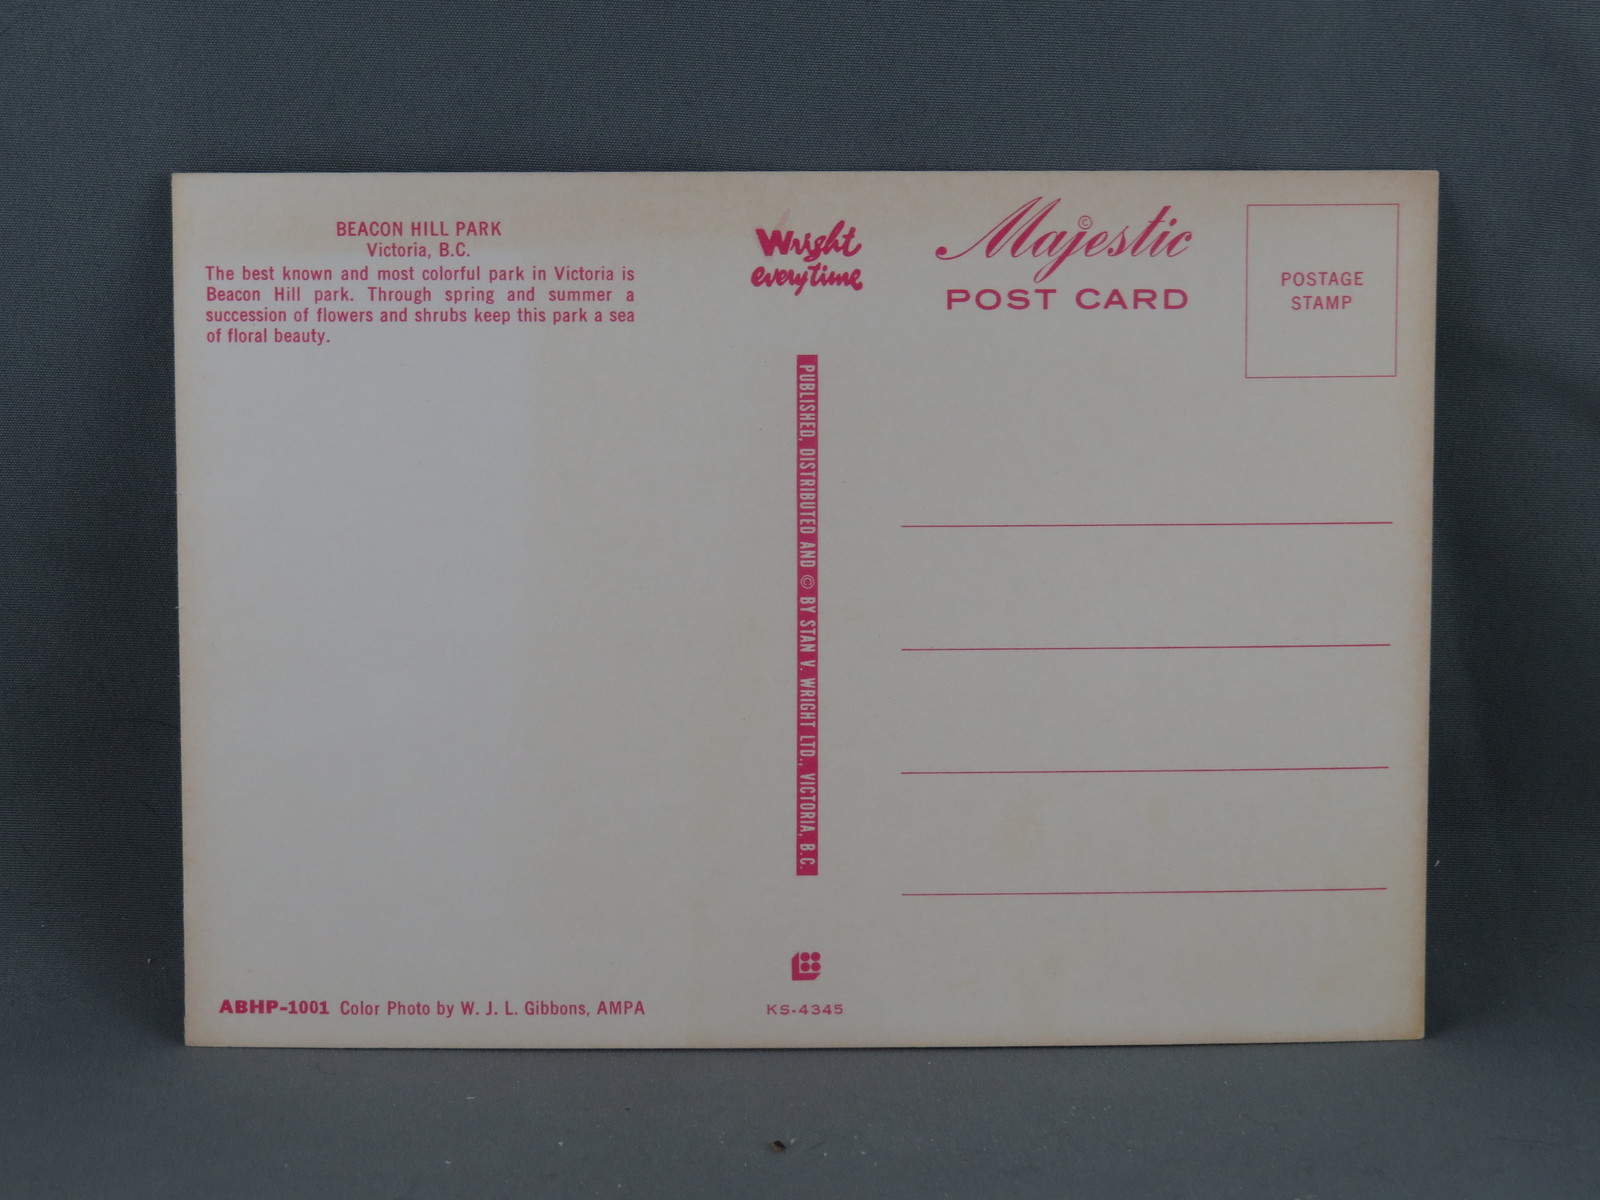 BEACON HILL PARK
Victoria, B.C.
The best known and most colorful park in Victoria is
Beacon Hill park. Through spring and summer a
succession of flowers and shrubs keep this park a sea
of floral beauty.
Wright
everytime
Majestic ©
POST CARD
POSTAGE
STAMP
PUBLISHED, DISTRIBUTED AND © BY STAN V. WRIGHT LTD., VICTORIA, B.C.
ABHP-1001 Color Photo by W. J. L. Gibbons, AMPA
KS-4345